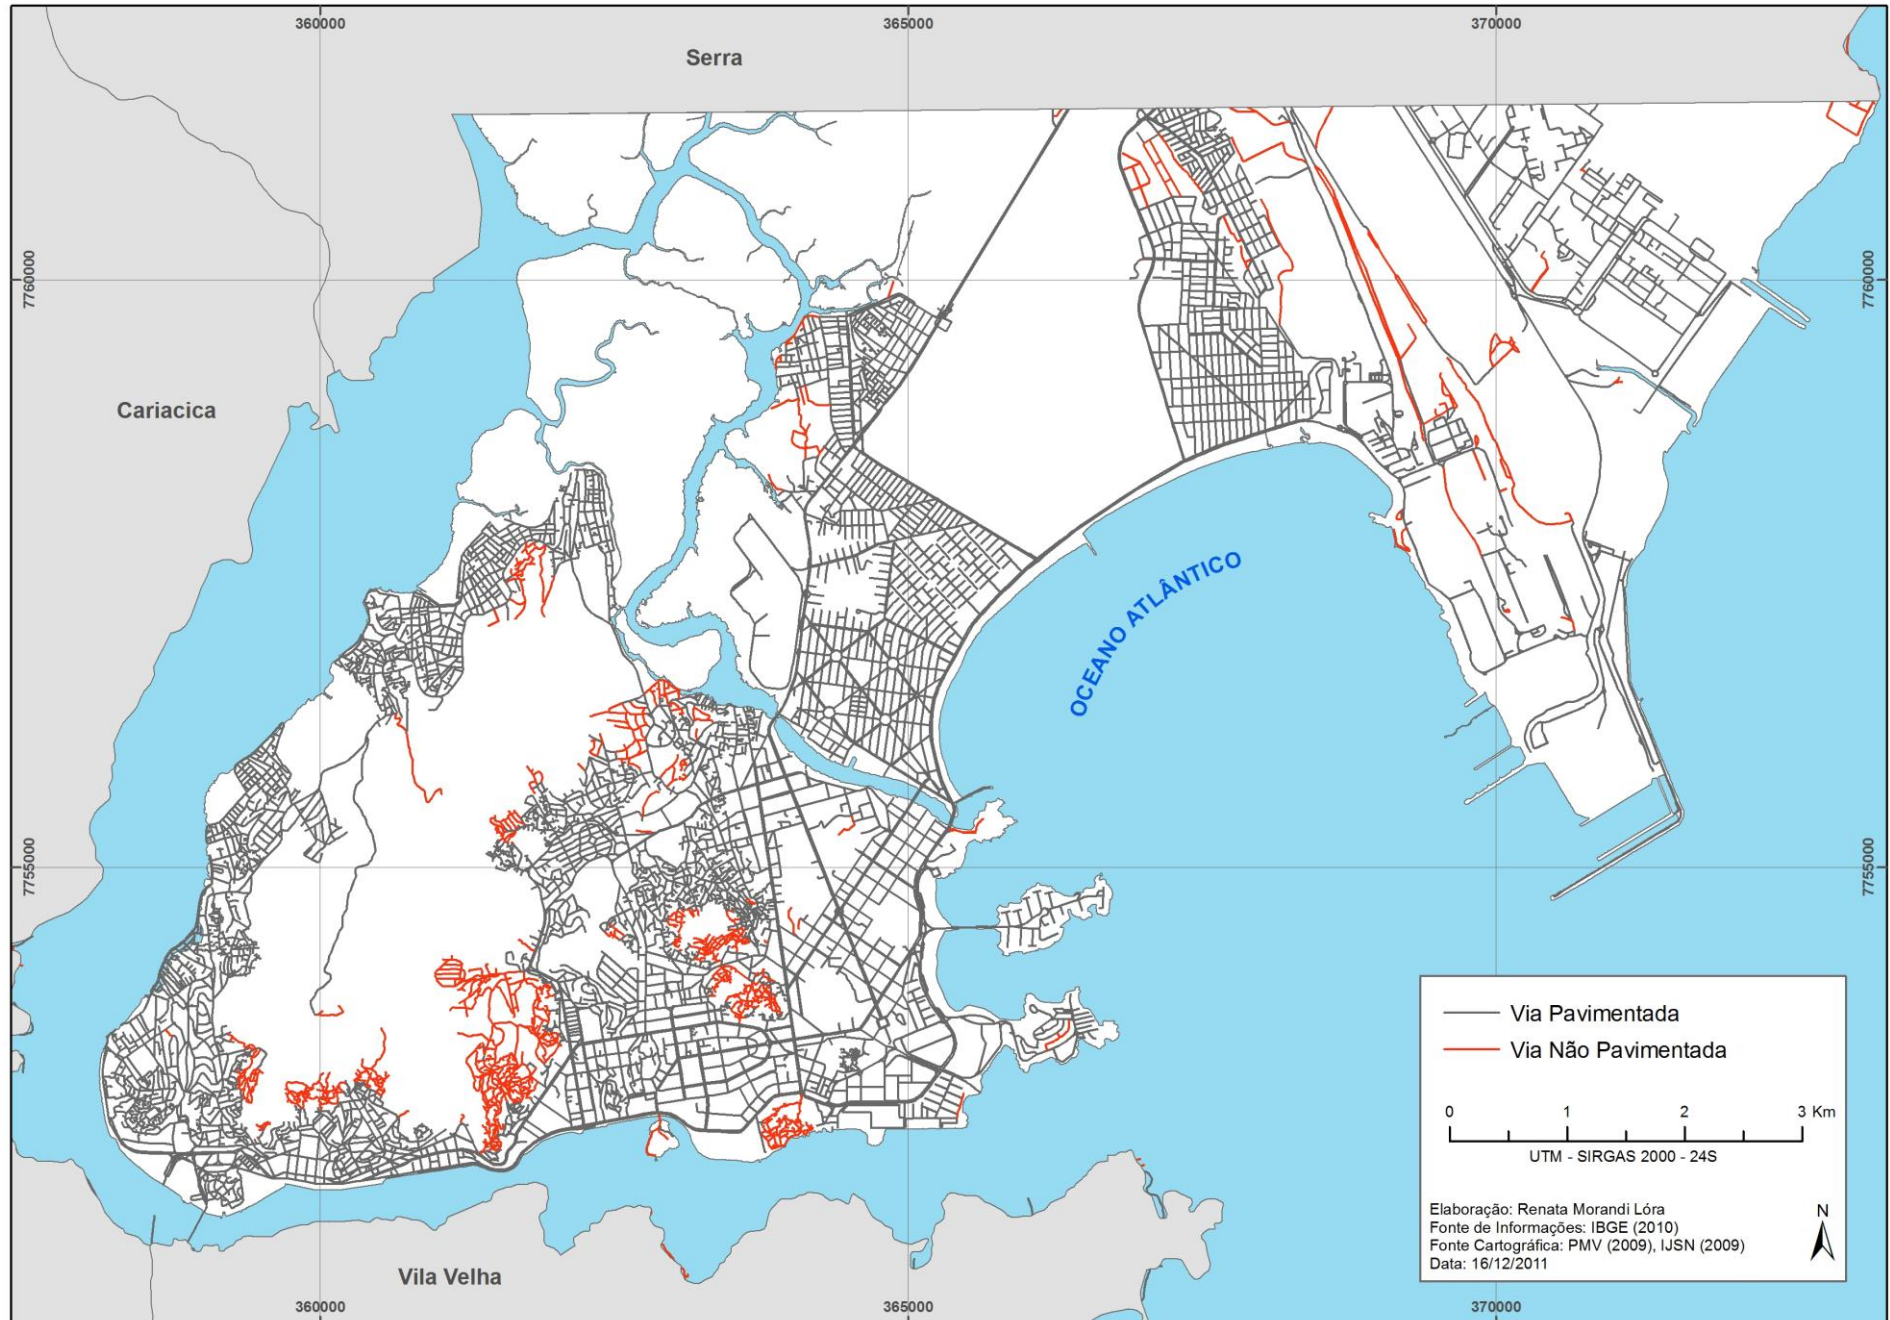 360000
365000
370000
Serra
7760000
7760000
Cariacica
OCEANO ATLÂNTICO
7755000
7755000
Via Pavimentada
Via Não Pavimentada
0 1 2 3 Km
UTM - SIRGAS 2000 - 24S
Elaboração: Renata Morandi Lóra
Fonte de Informações: IBGE (2010)
Fonte Cartográfica: PMV (2009), IJSN (2009)
Data: 16/12/2011
N
Vila Velha
360000
365000
370000